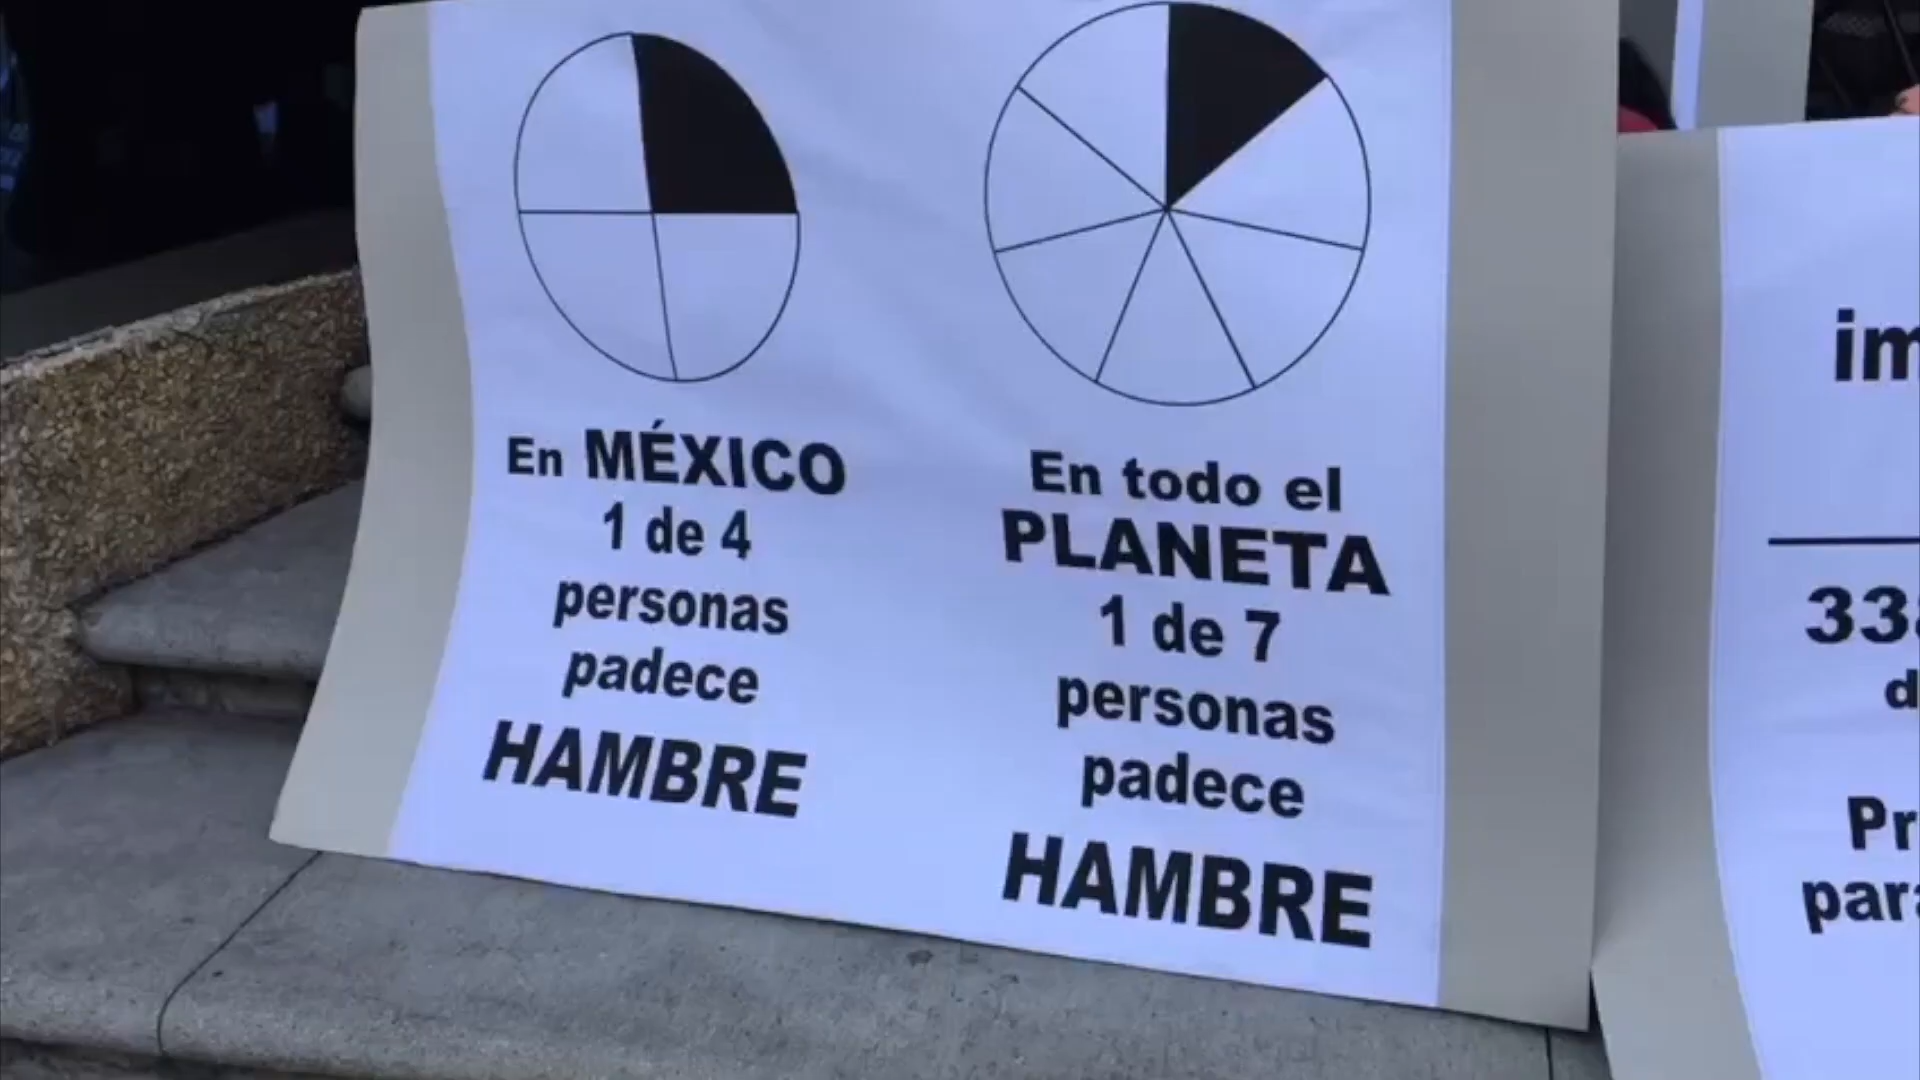 En MÉXICO
1 de 4
personas
padece
HAMBRE
En todo el
PLANETA
1 de 7
personas
padece
HAMBRE